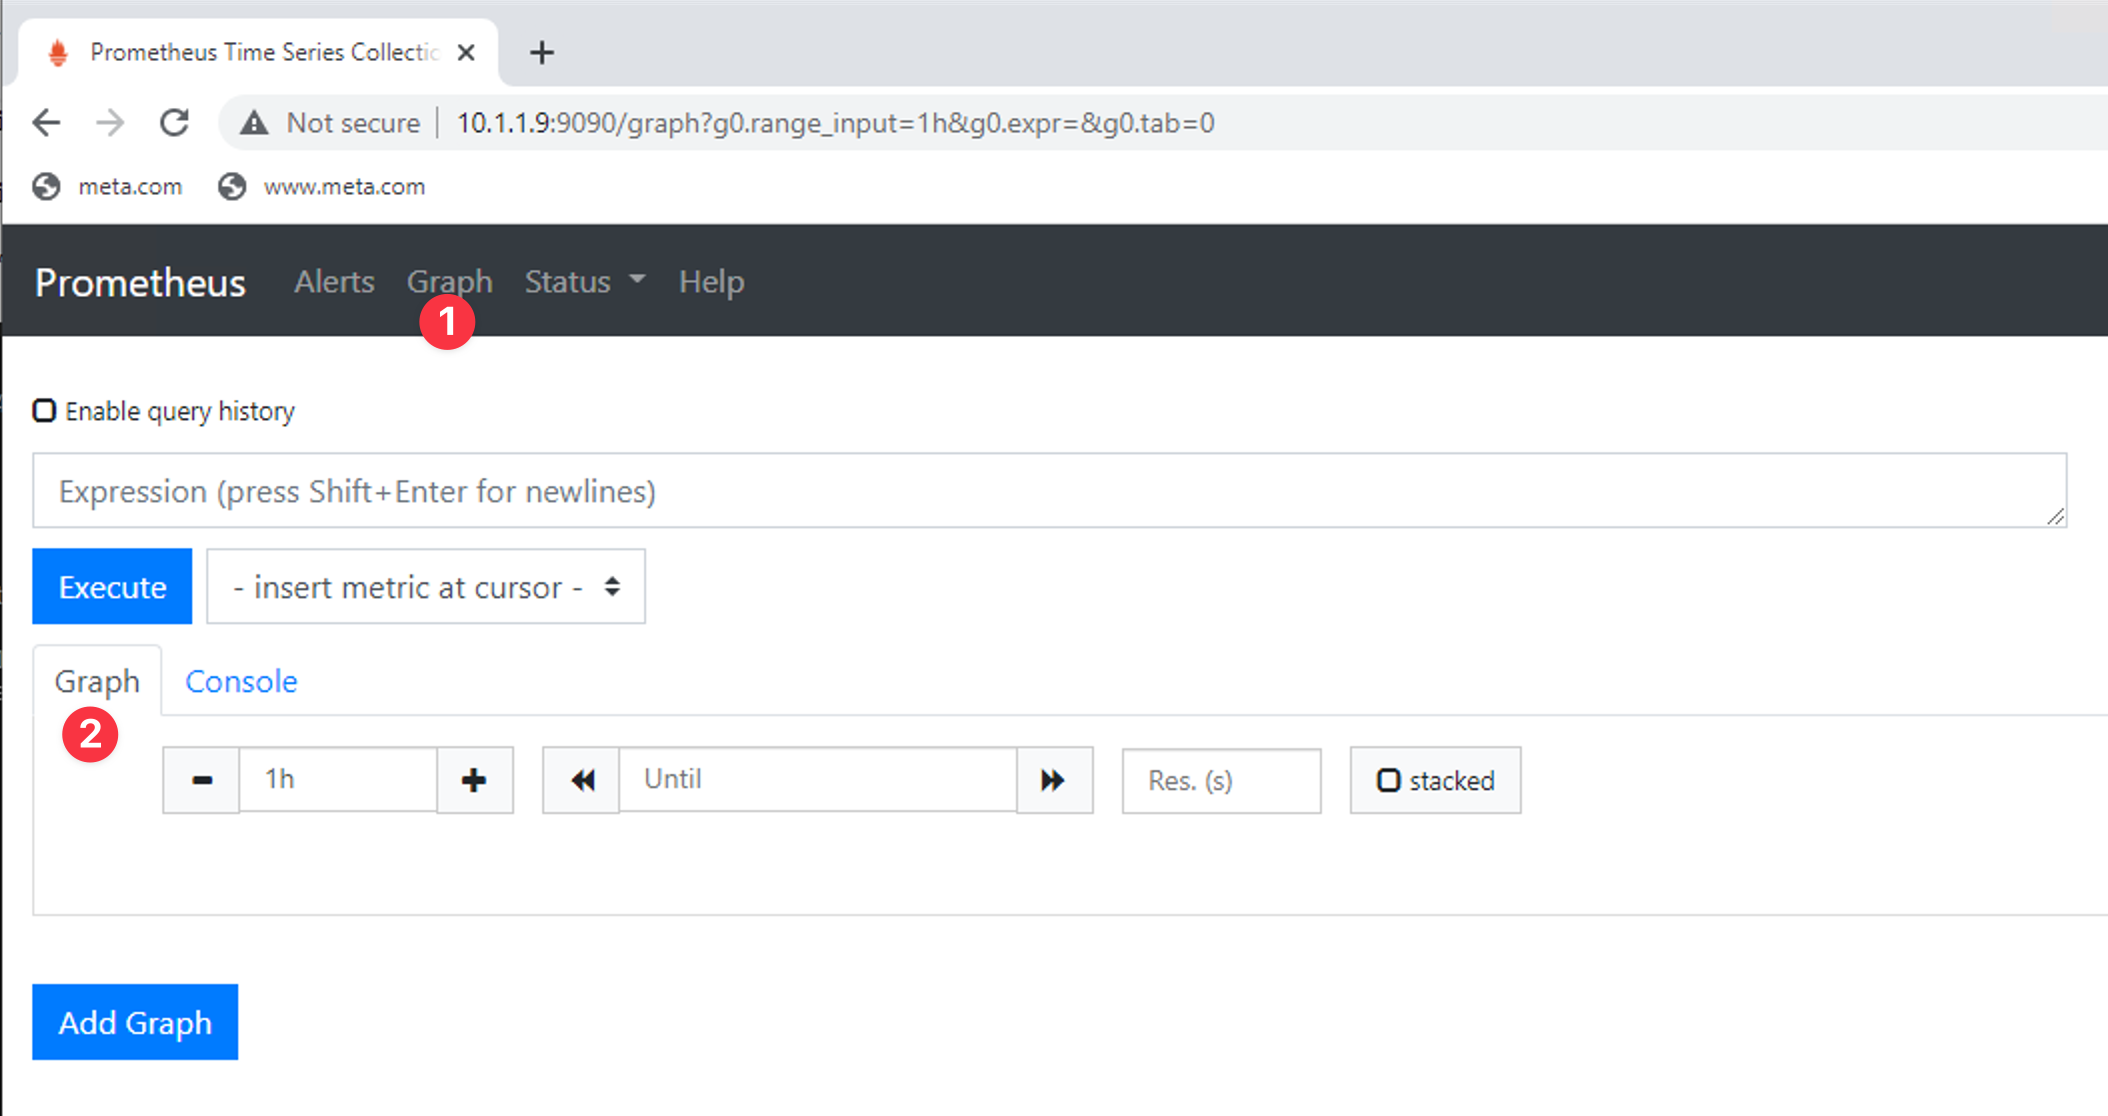 Prometheus Time Series Collectic
Not secure 10.1.1.9:9090/graph?g0.range_input=1h&g0.expr=&g0.tab=0
meta.com www.meta.com
Prometheus Alerts Graph Status Help
1
Enable query history
Expression (press Shift+Enter for newlines)
Execute - insert metric at cursor -
Graph Console
2
1h Until Res. (s) stacked
Add Graph